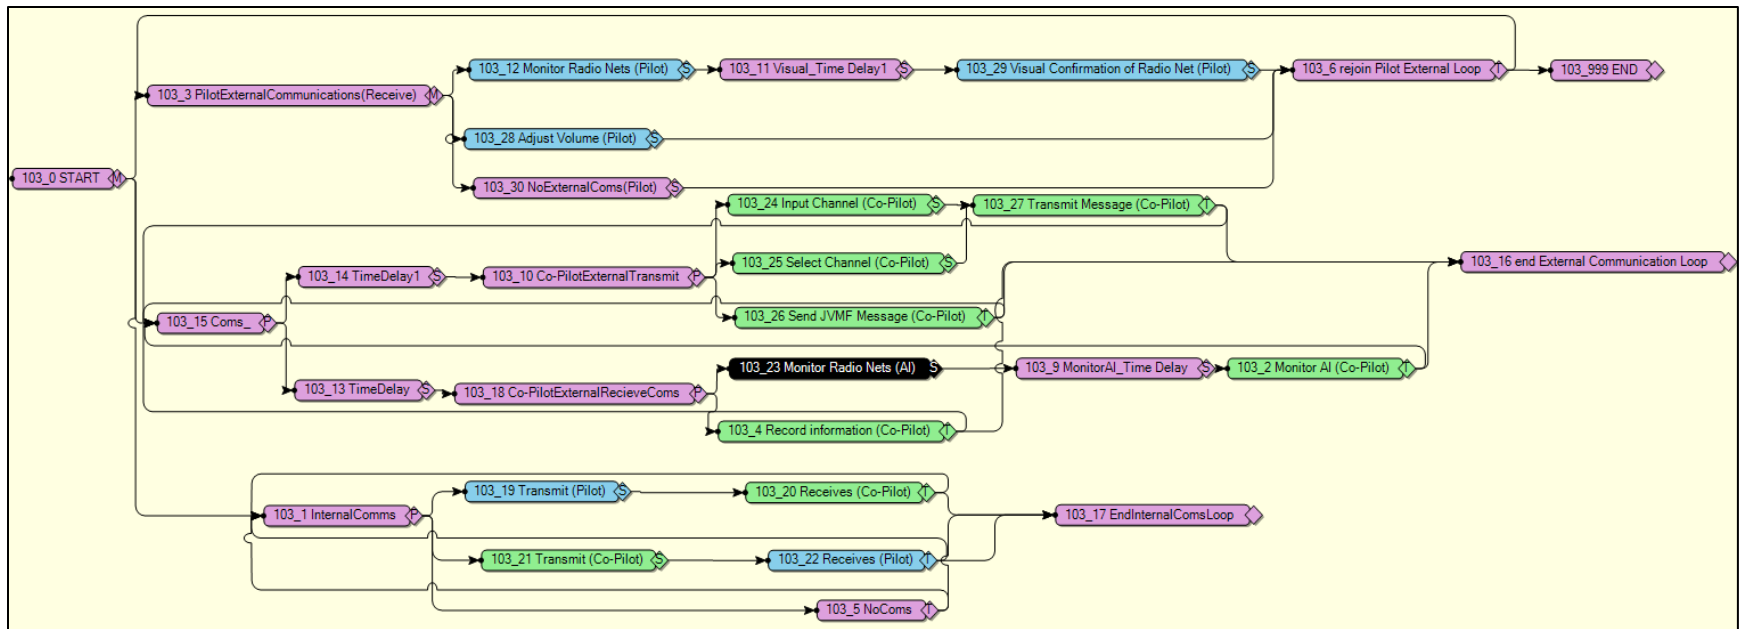 103_12 Monitor Radio Nets (Pilot) S
103_11 Visual_Time Delay1 S
103_29 Visual Confirmation of Radio Net (Pilot) S
103_6 rejoin Pilot External Loop T
103_999 END
103_3 PilotExternalCommunications(Receive) M
103_28 Adjust Volume (Pilot) S
103_0 START M
103_30 NoExternalComs(Pilot) S
103_24 Input Channel (Co-Pilot) S
103_27 Transmit Message (Co-Pilot) T
103_25 Select Channel (Co-Pilot) S
103_16 end External Communication Loop
103_14 TimeDelay1 S
103_10 Co-PilotExternalTransmit P
103_26 Send JVMF Message (Co-Pilot) T
103_15 Coms_ P
103_23 Monitor Radio Nets (AI) S
103_9 MonitorAI_Time Delay S
103_2 Monitor AI (Co-Pilot) T
103_13 TimeDelay S
103_18 Co-PilotExternalRecieveComs P
103_4 Record information (Co-Pilot) T
103_19 Transmit (Pilot) S
103_20 Receives (Co-Pilot) T
103_1 InternalComms P
103_17 EndInternalComsLoop
103_21 Transmit (Co-Pilot) S
103_22 Receives (Pilot) T
103_5 NoComs T